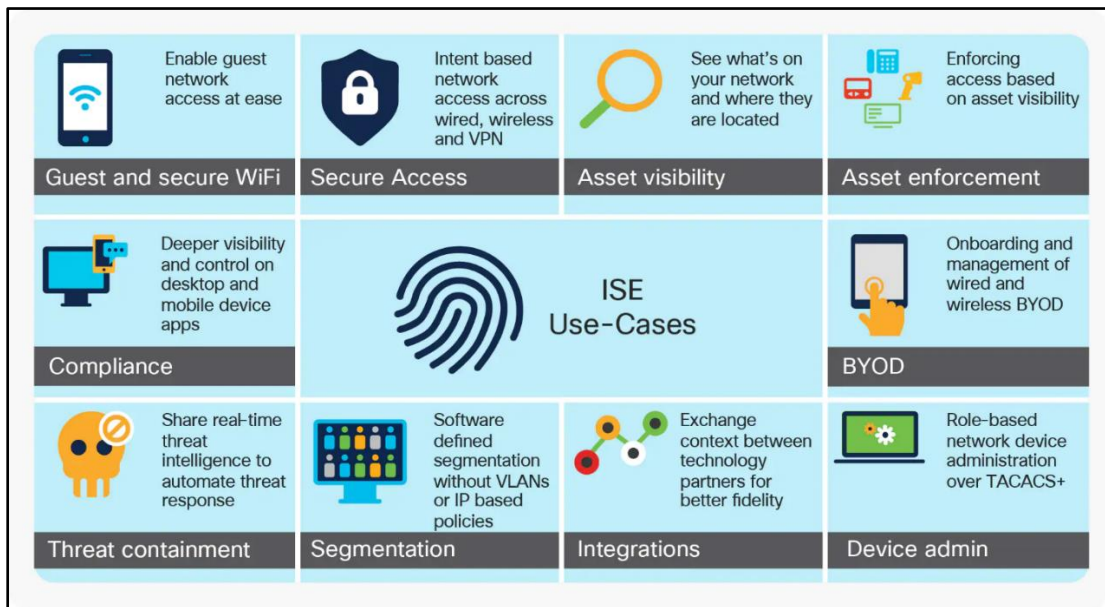 Enable guest
network
access at ease
Guest and secure WiFi
Intent based
network
access across
wired, wireless
and VPN
Secure Access
See what's on
your network
and where they
are located
Asset visibility
Enforcing
access based
on asset visibility
Asset enforcement
Deeper visibility
and control on
desktop and
mobile device
apps
Compliance
ISE
Use-Cases
Onboarding and
management of
wired and
wireless BYOD
BYOD
Share real-time
threat
intelligence to
automate threat
response
Threat containment
Software
defined
segmentation
without VLANs
or IP based
policies
Segmentation
Exchange
context between
technology
partners for
better fidelity
Integrations
Role-based
network device
administration
over TACACS+
Device admin